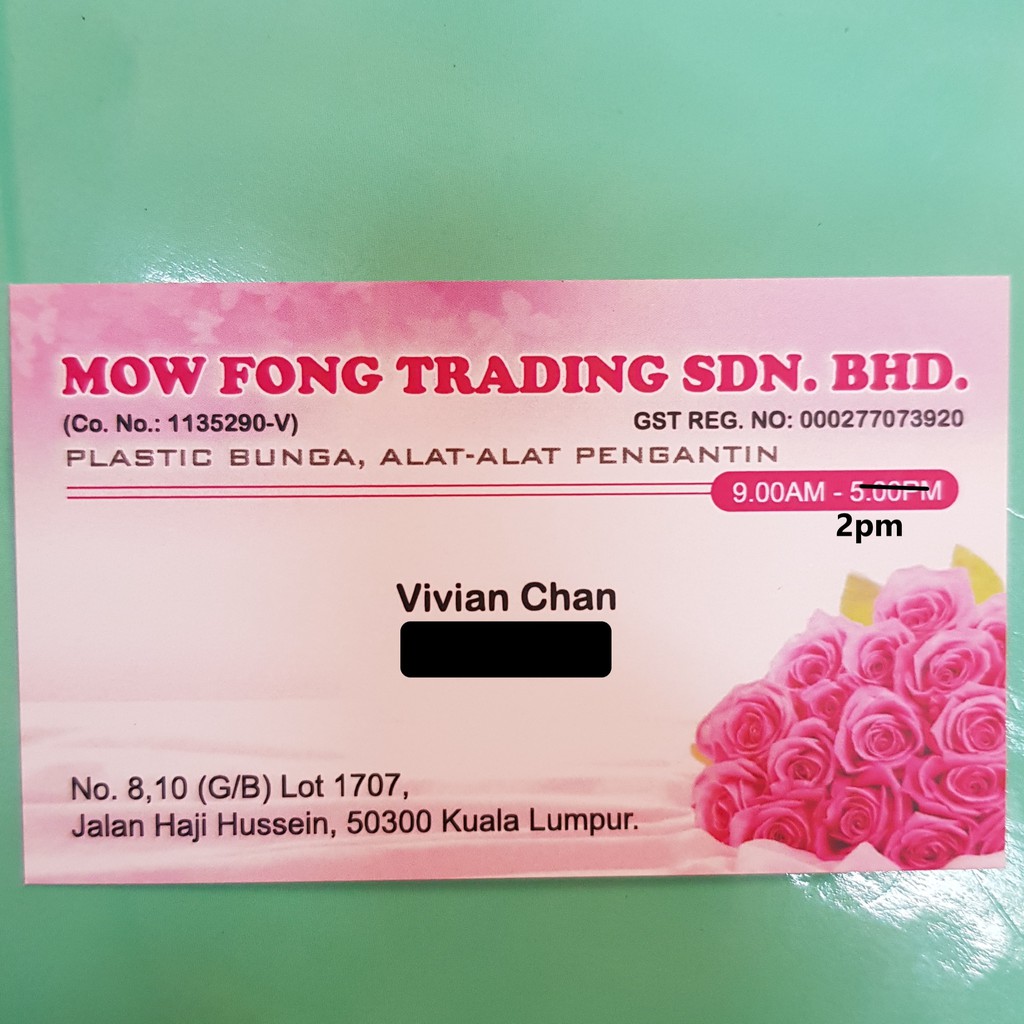 MOW FONG TRADING SDN. BHD.
(Co. No.: 1135290-V) GST REG. NO: 000277073920
PLASTIC BUNGA, ALAT-ALAT PENGANTIN
9.00AM - 5.00PM
2pm
Vivian Chan
No. 8,10 (G/B) Lot 1707,
Jalan Haji Hussein, 50300 Kuala Lumpur.